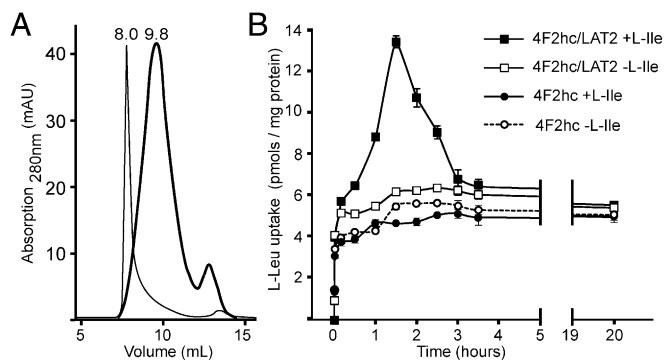 A
8.0 9.8
40
30
20
10
Absorption 280nm (mAU)
5 10 15
Volume (mL)
B
14
12
10
8
6
4
2
L-Leu uptake (pmols / mg protein)
0 1 2 3 4 5 19 20
Time (hours)
4F2hc/LAT2 +L-Ile
4F2hc/LAT2 -L-Ile
4F2hc +L-Ile
4F2hc -L-Ile